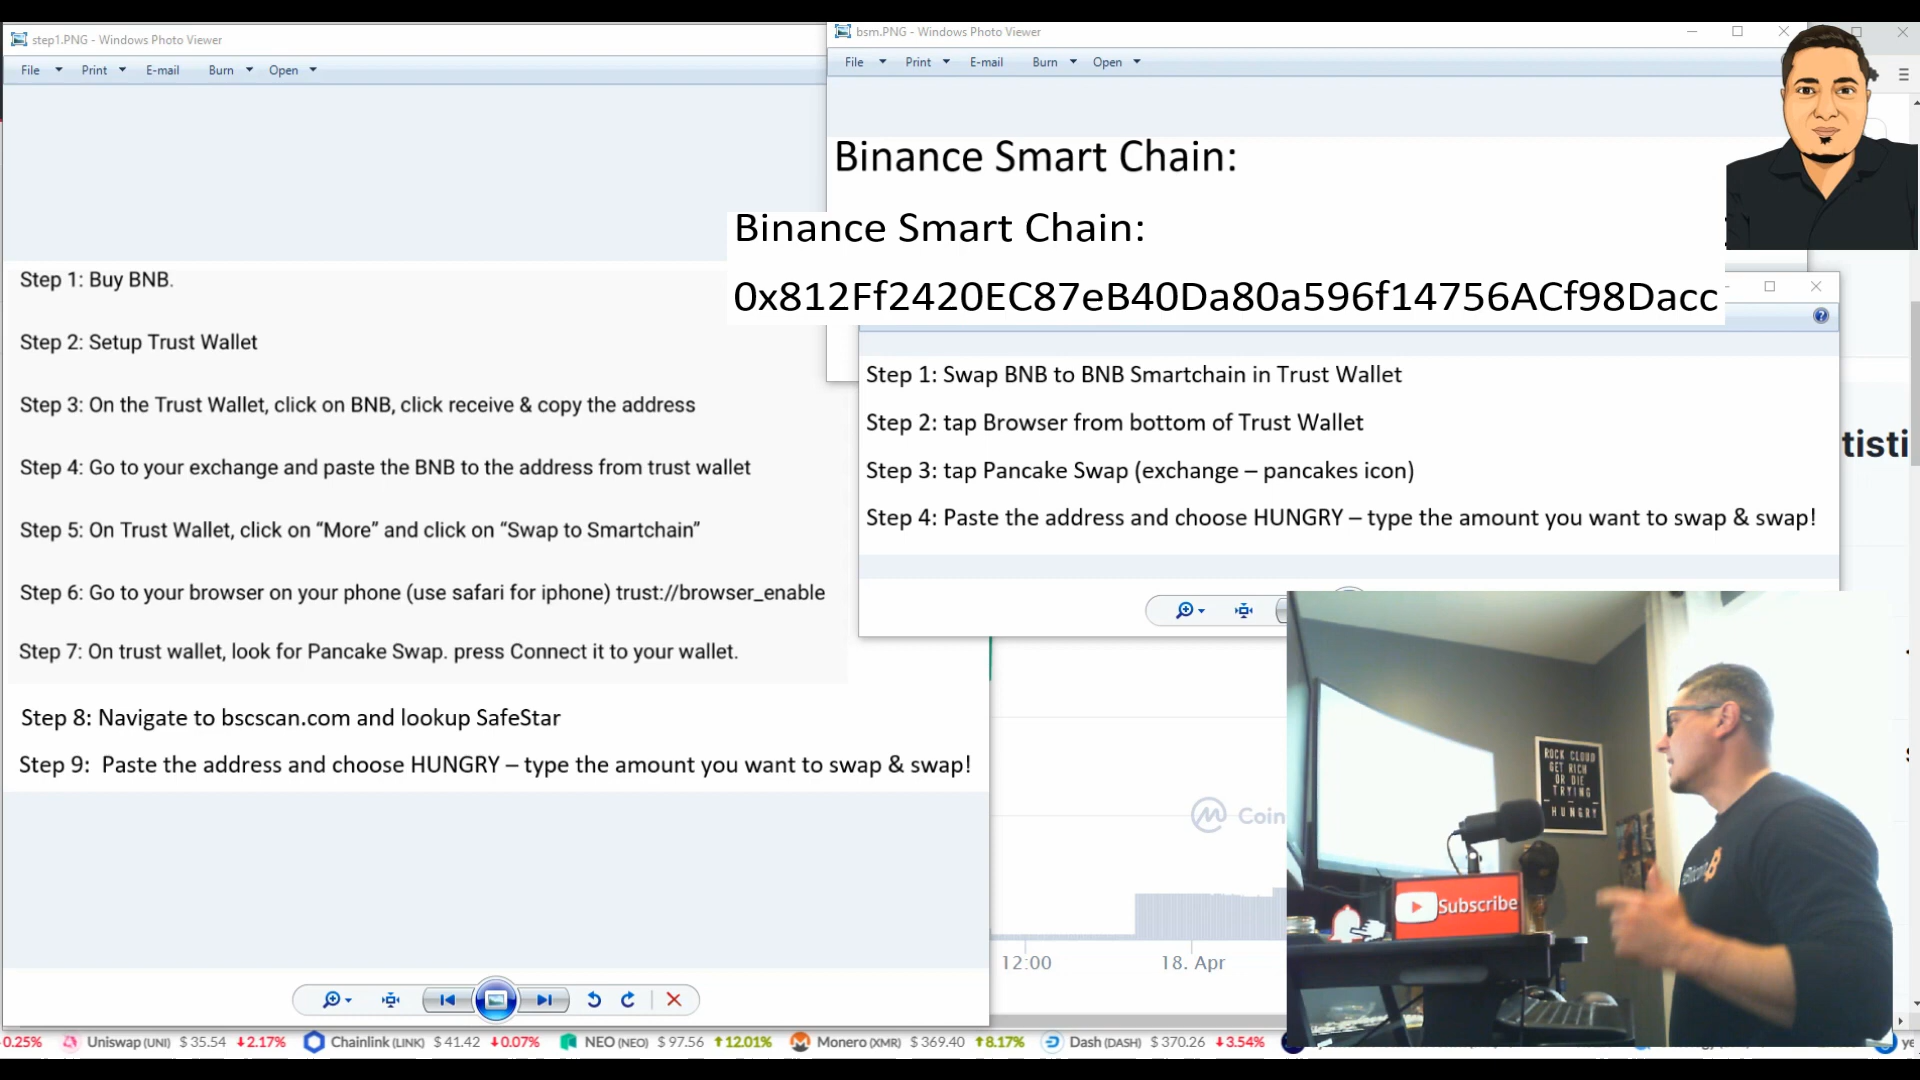 step1.PNG - Windows Photo Viewer
File Print E-mail Burn Open
Step 1: Buy BNB.
Step 2: Setup Trust Wallet
Step 3: On the Trust Wallet, click on BNB, click receive & copy the address
Step 4: Go to your exchange and paste the BNB to the address from trust wallet
Step 5: On Trust Wallet, click on “More” and click on “Swap to Smartchain”
Step 6: Go to your browser on your phone (use safari for iphone) trust://browser_enable
Step 7: On trust wallet, look for Pancake Swap. press Connect it to your wallet.
Step 8: Navigate to bscscan.com and lookup SafeStar
Step 9: Paste the address and choose HUNGRY – type the amount you want to swap & swap!
bsm.PNG - Windows Photo Viewer
File Print E-mail Burn Open
Binance Smart Chain:
Binance Smart Chain:
0x812Ff2420EC87eB40Da80a596f14756ACf98Dacc
Step 1: Swap BNB to BNB Smartchain in Trust Wallet
Step 2: tap Browser from bottom of Trust Wallet
Step 3: tap Pancake Swap (exchange – pancakes icon)
Step 4: Paste the address and choose HUNGRY – type the amount you want to swap & swap!
tisti
Coin
12:00 18. Apr
ROCK CLOUD
GET RICH
OR DIE
TRYING
- HUNGRY
Bitcoin
Subscribe
0.25% Uniswap (UNI) $ 35.54 2.17% Chainlink (LINK) $ 41.42 0.07% NEO (NEO) $ 97.56 12.01% Monero (XMR) $ 369.40 8.17% Dash (DASH) $ 370.26 3.54% ye